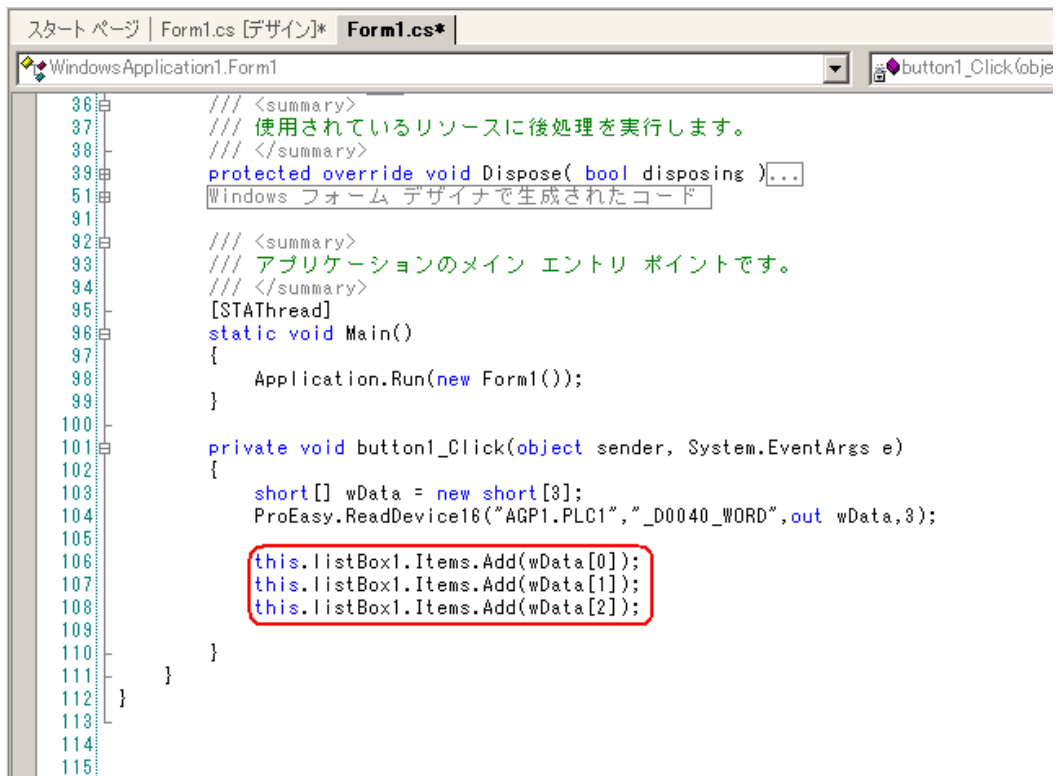 スタート ページ | Form1.cs [デザイン]* Form1.cs*
WindowsApplication1.Form1 button1_Click(obje
36 /// <summary>
37 /// 使用されているリソースに後処理を実行します。
38 /// </summary>
39 protected override void Dispose( bool disposing )...
51 Windows フォーム デザイナで生成されたコード
91
92 /// <summary>
93 /// アプリケーションのメイン エントリ ポイントです。
94 /// </summary>
95 [STAThread]
96 static void Main()
97 {
98 Application.Run(new Form1());
99 }
100
101 private void button1_Click(object sender, System.EventArgs e)
102 {
103 short[] wData = new short[3];
104 ProEasy.ReadDevice16("AGP1.PLC1","_D0040_WORD",out wData,3);
105
106 this.listBox1.Items.Add(wData[0]);
107 this.listBox1.Items.Add(wData[1]);
108 this.listBox1.Items.Add(wData[2]);
109
110 }
111 }
112 }
113
114
115